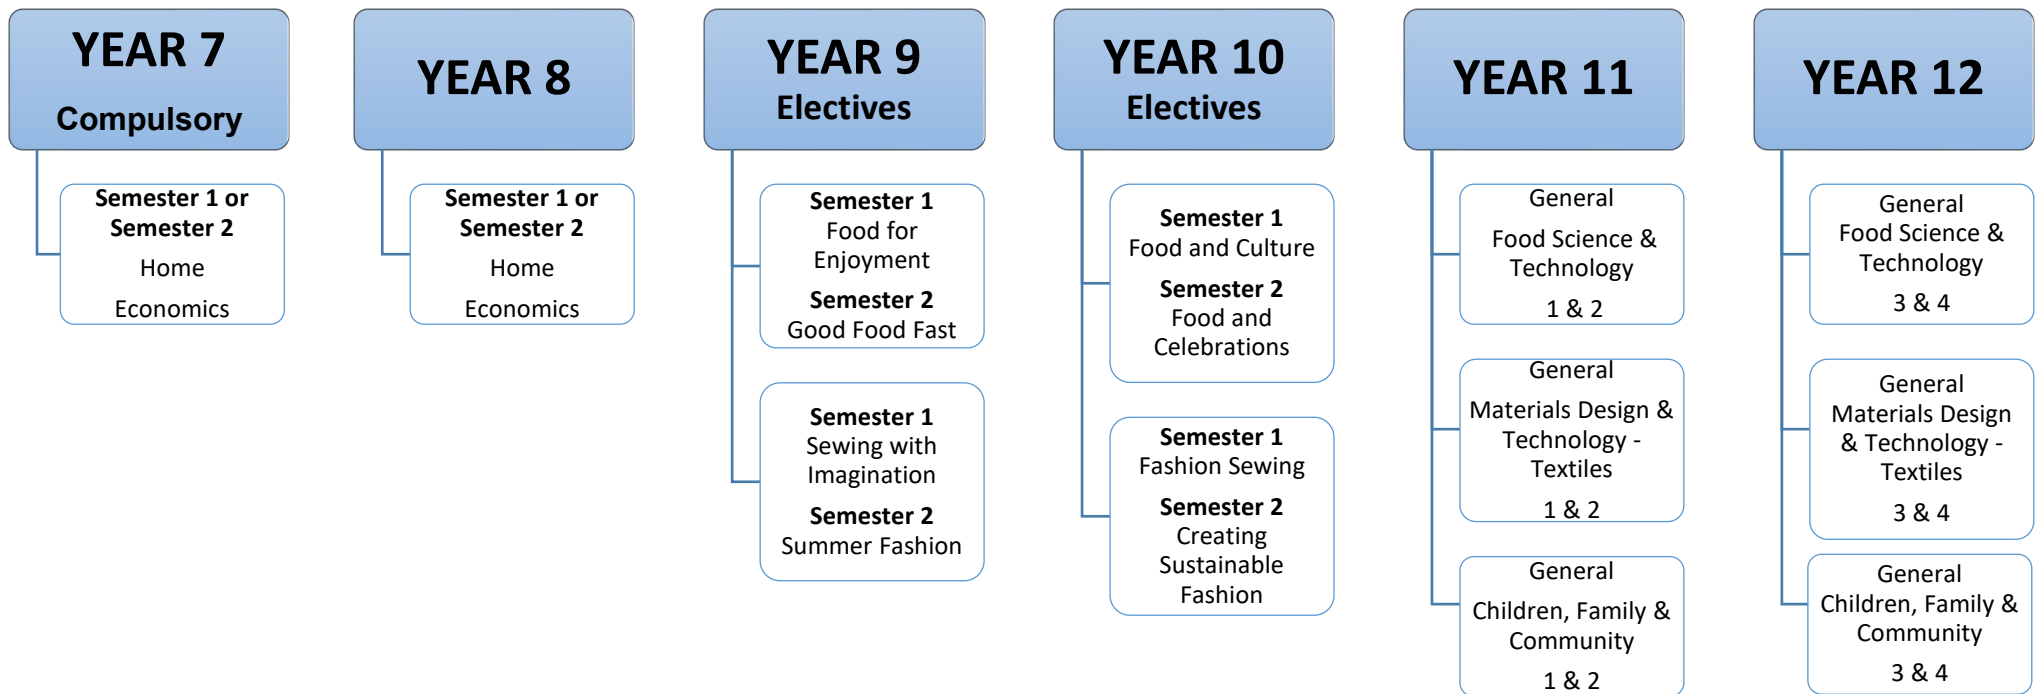 YEAR 7
Compulsory
Semester 1 or
Semester 2
Home
Economics
YEAR 8
Semester 1 or
Semester 2
Home
Economics
YEAR 9
Electives
Semester 1
Food for
Enjoyment
Semester 2
Good Food Fast
Semester 1
Sewing with
Imagination
Semester 2
Summer Fashion
YEAR 10
Electives
Semester 1
Food and Culture
Semester 2
Food and
Celebrations
Semester 1
Fashion Sewing
Semester 2
Creating
Sustainable
Fashion
YEAR 11
General
Food Science &
Technology
1 & 2
General
Materials Design &
Technology -
Textiles
1 & 2
General
Children, Family &
Community
1 & 2
YEAR 12
General
Food Science &
Technology
3 & 4
General
Materials Design
& Technology -
Textiles
3 & 4
General
Children, Family &
Community
3 & 4